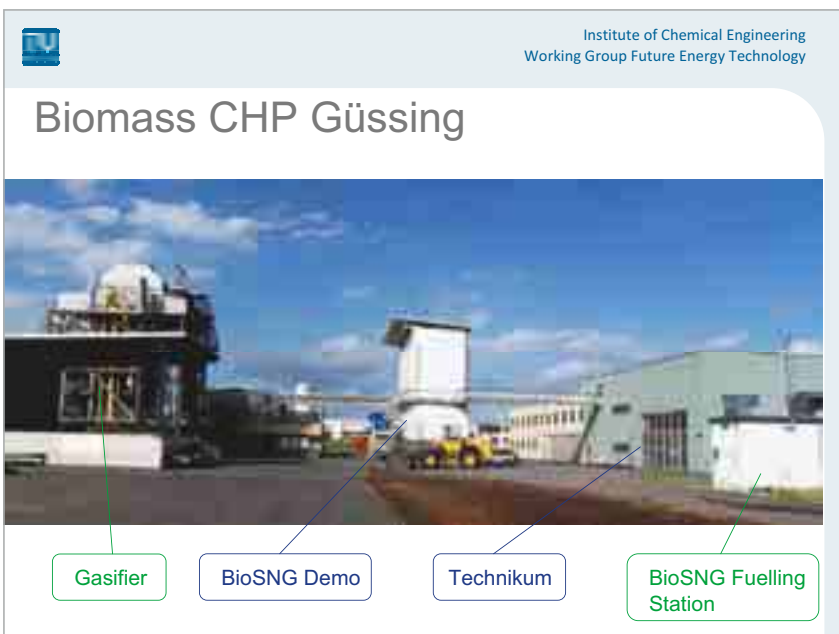 Institute of Chemical Engineering
Working Group Future Energy Technology
Biomass CHP Güssing
Gasifier
BioSNG Demo
Technikum
BioSNG Fuelling
Station